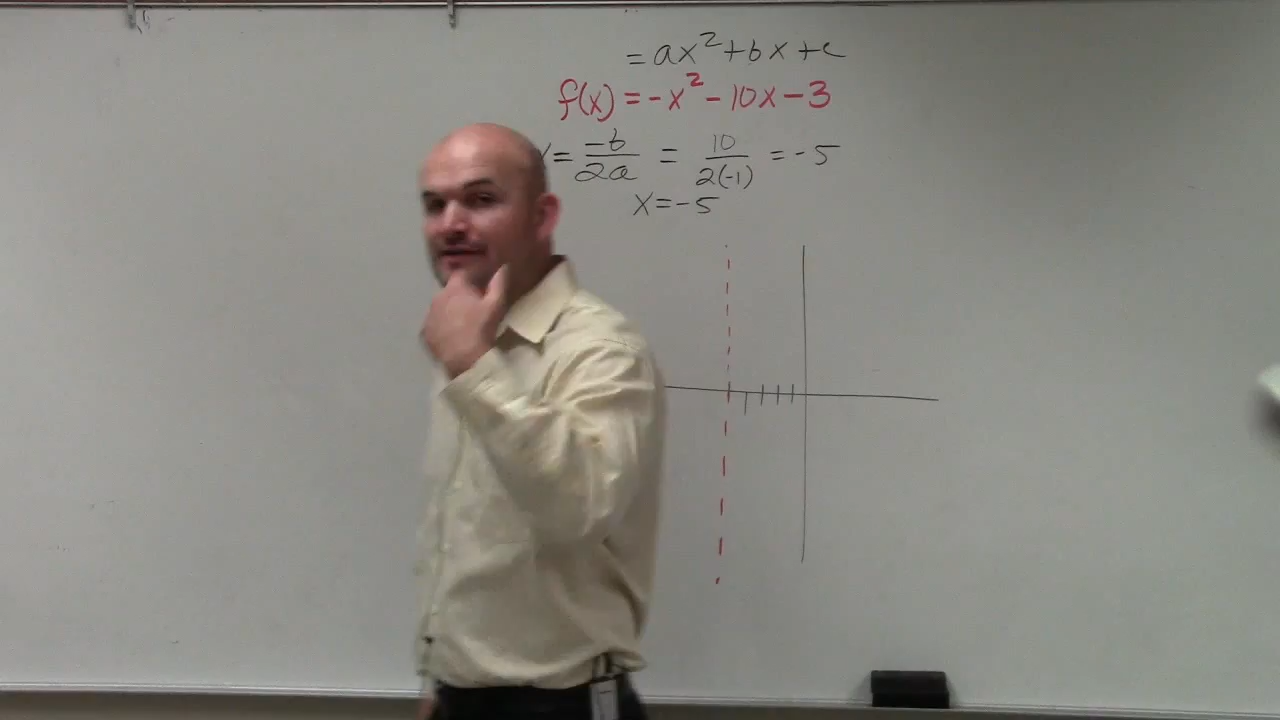 = ax²+bx+c
f(x) = -x² - 10x - 3
= -b/2a = 10/2(-1) = -5
x = -5